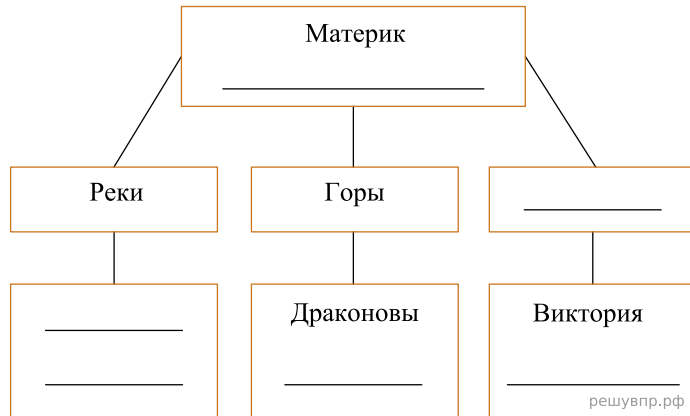 Материк
Реки
Горы
Драконовы
Виктория
решувпр.рф